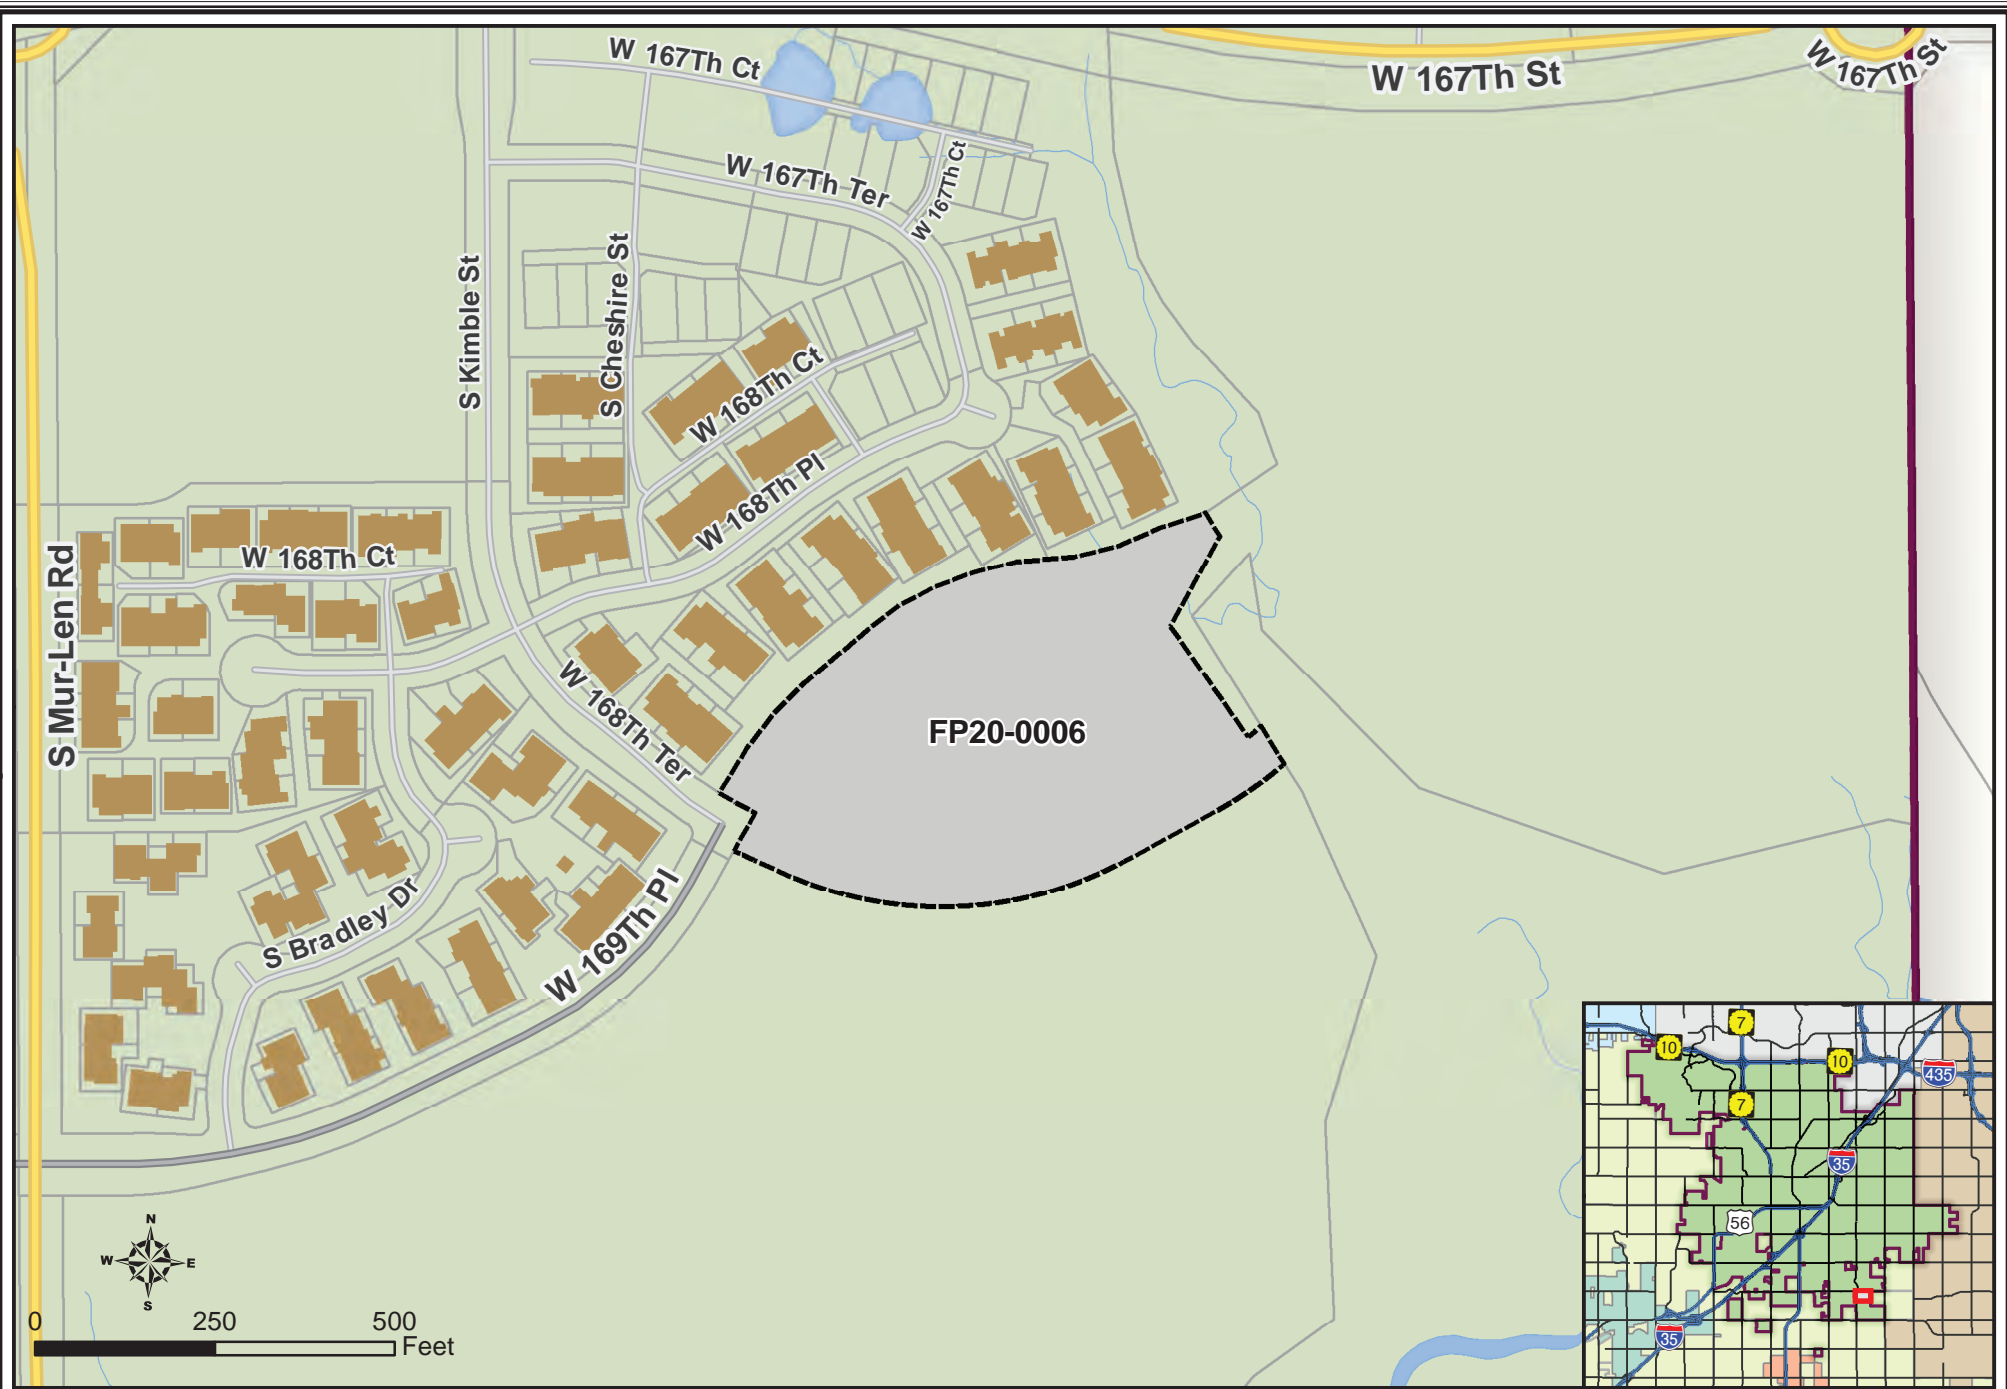 W 167Th Ct
W 167Th St
W 167Th St
W 167Th Ter
W 167Th Ct
S Kimble St
S Cheshire St
W 168Th Ct
W 168Th Pl
W 168Th Ct
S Mur-Len Rd
W 168Th Ter
FP20-0006
W 169Th Pl
S Bradley Dr
N
W E
S
0 250 500
Feet
7
10
10
435
7
35
56
35